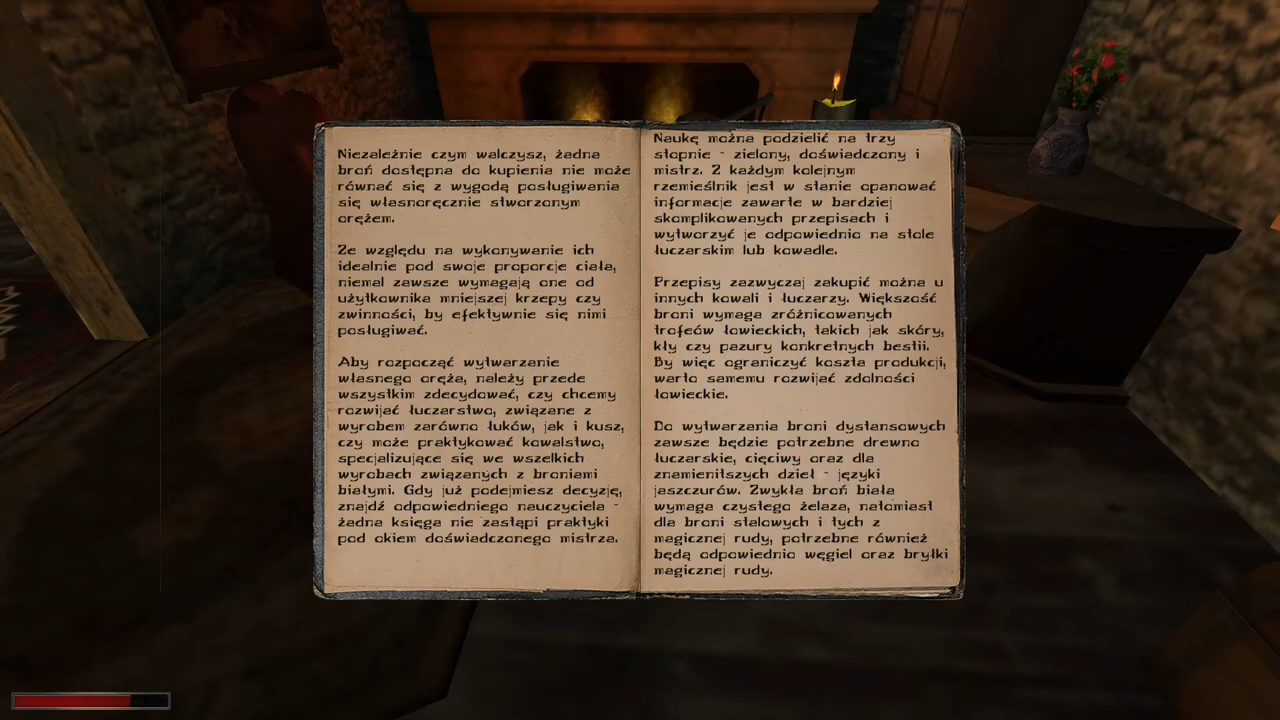 Niezależnie czym walczysz, żadna
broń dostępna do kupienia nie może
równać się z wygodą posługiwania
się własnoręcznie stworzonym
orężem.
Ze względu na wykonywanie ich
idealnie pod swoje proporcje ciała,
niemal zawsze wymagają one od
użytkownika mniejszej krzepy czy
zwinności, by efektywnie się nimi
posługiwać.
Aby rozpocząć wytwarzanie
własnego oręża, należy przede
wszystkim zdecydować, czy chcemy
rozwijać łuczarstwo, związane z
wyrobem zarówno łuków, jak i kusz,
czy może praktykować kowalstwo,
specjalizujące się we wszelkich
wyrobach związanych z broniami
białymi. Gdy już podejmiesz decyzję,
znajdź odpowiedniego nauczyciela -
żadna księga nie zastąpi praktyki
pod okiem doświadczonego mistrza.
Naukę można podzielić na trzy
stopnie - zielony, doświadczony i
mistrz. Z każdym kolejnym
rzemieślnik jest w stanie opanować
informacje zawarte w bardziej
skomplikowanych przepisach i
wytworzyć je odpowiednio na stole
łuczarskim lub kowadle.
Przepisy zazwyczaj zakupić można u
innych kowali i łuczarzy. Większość
broni wymaga zróżnicowanych
trofeów łowieckich, takich jak skóry,
kły czy pazury konkretnych bestii.
By więc ograniczyć koszta produkcji,
warto samemu rozwijać zdolności
łowieckie.
Do wytwarzania broni dystansowych
zawsze będzie potrzebne drewno
łuczarskie, cięciwy oraz dla
znamienitszych dzieł - języki
jaszczurów. Zwykła broń biała
wymaga czystego żelaza, natomiast
dla broni stalowych i tych z
magicznej rudy, potrzebne również
będą odpowiednio węgiel oraz bryłki
magicznej rudy.